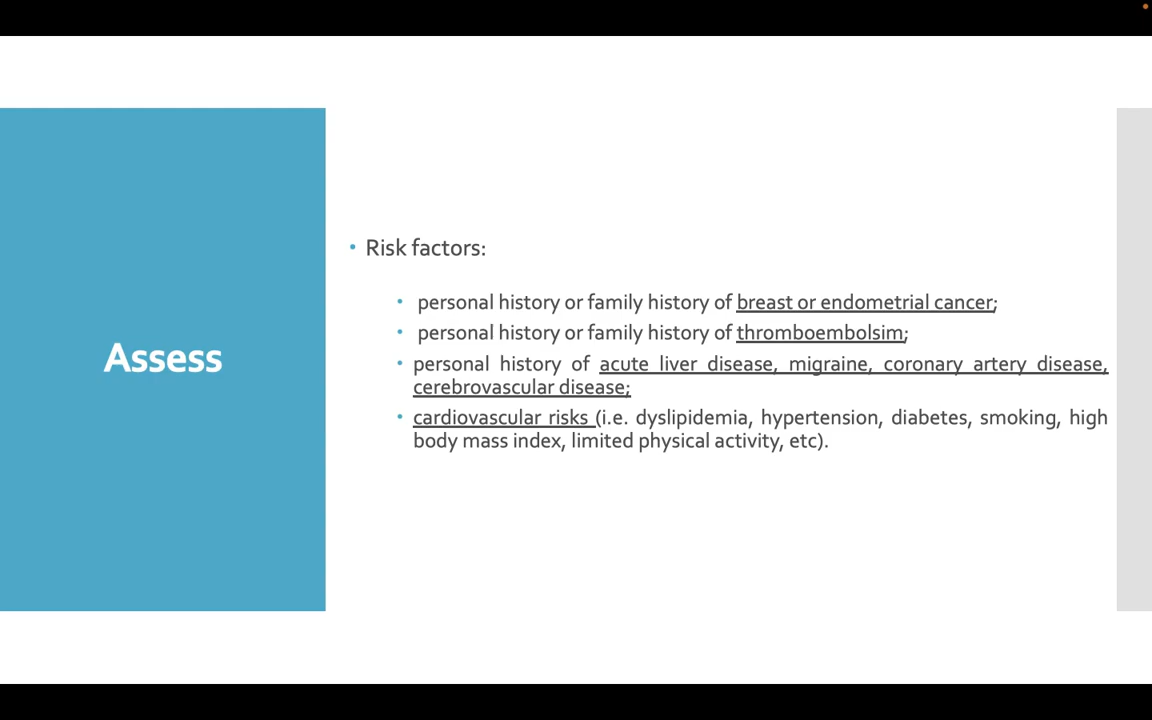 Assess
• Risk factors:
• personal history or family history of breast or endometrial cancer;
• personal history or family history of thromboembolsim;
• personal history of acute liver disease, migraine, coronary artery disease,
cerebrovascular disease;
• cardiovascular risks (i.e. dyslipidemia, hypertension, diabetes, smoking, high
body mass index, limited physical activity, etc).